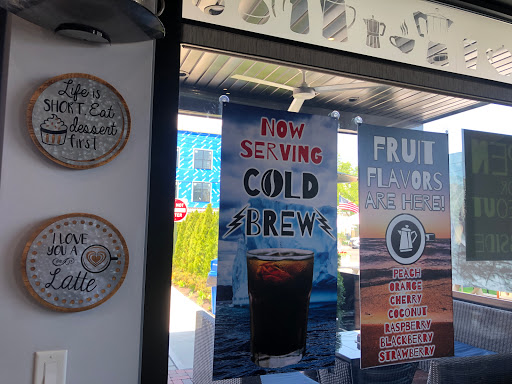 Life is
SHORT. Eat
dessert
first
I LOVE
YOU A
Latte
NOW
SERVING
COLD
BREW
FRUIT
FLAVORS
ARE HERE!
PEACH
ORANGE
CHERRY
COCONUT
RASPBERRY
BLACKBERRY
STRAWBERRY